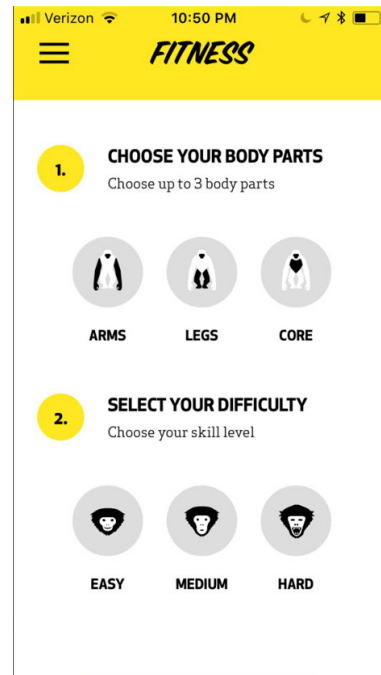 Verizon 10:50 PM
FITNESS
1. CHOOSE YOUR BODY PARTS
Choose up to 3 body parts
ARMS LEGS CORE
2. SELECT YOUR DIFFICULTY
Choose your skill level
EASY MEDIUM HARD